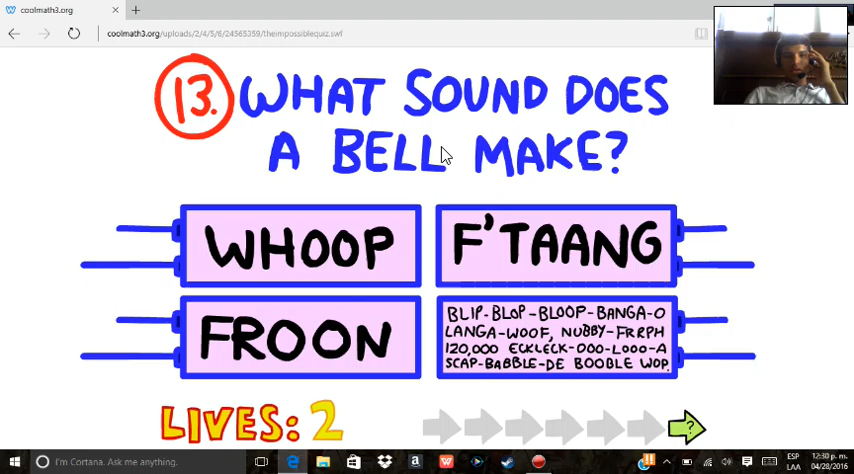 coolmath3.org
coolmath3.org/uploads/2/4/5/6/24565359/theimpossiblequiz.swf
13. WHAT SOUND DOES
A BELL MAKE?
WHOOP
F'TAANG
FROON
BLIP-BLOP-BLOOP-BANGA-O
LANGA-WOOF, NUBBY-FRRPH
120,000 ECKLECK-OOO-LOOO-A
SCAP-BABBLE-DE BOOBLE WOP.
LIVES: 2
?
I'm Cortana. Ask me anything.
ESP
LAA
12:30 p. m.
04/28/2016